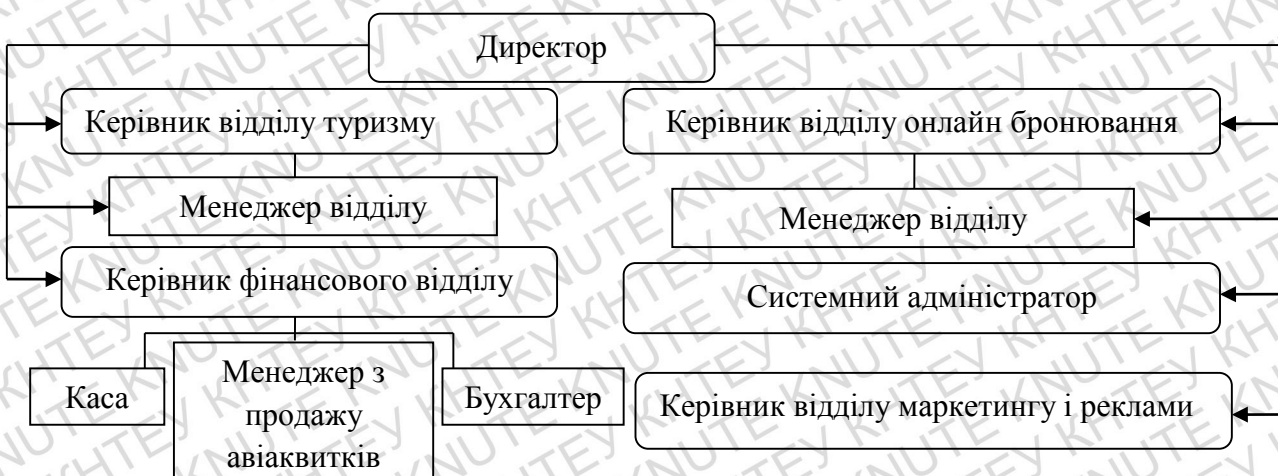 Директор
Керівник відділу туризму
Менеджер відділу
Керівник фінансового відділу
Каса
Менеджер з
продажу
авіаквитків
Бухгалтер
Керівник відділу онлайн бронювання
Менеджер відділу
Системний адміністратор
Керівник відділу маркетингу і реклами